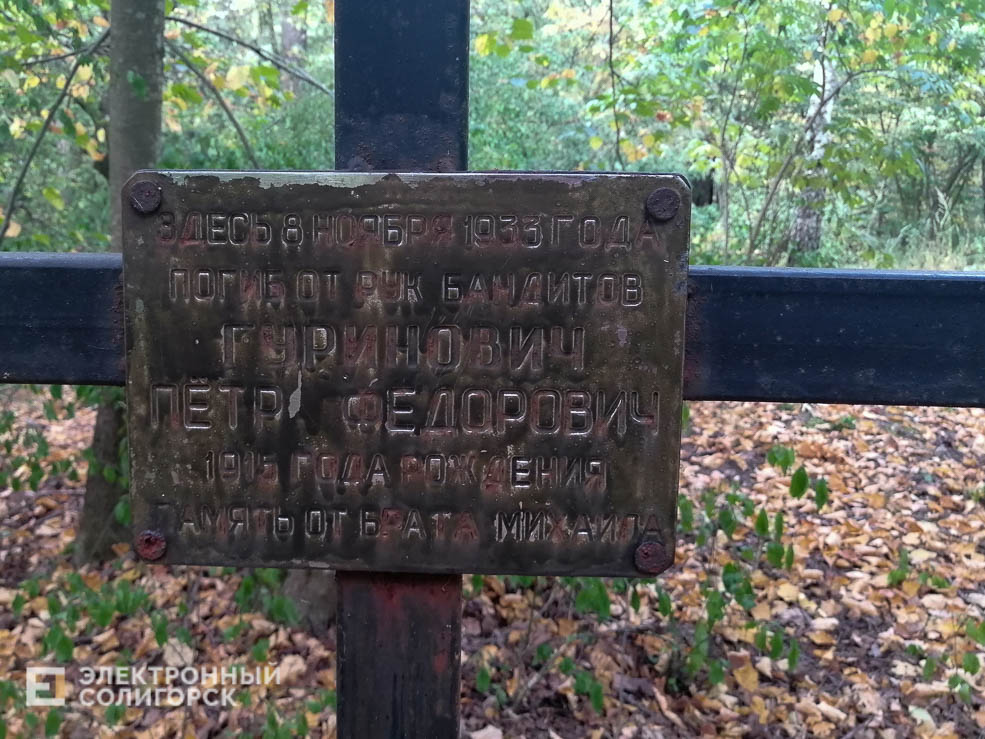 ЗДЕСЬ 8 НОЯБРЯ 1933 ГОДА
ПОГИБ ОТ РУК БАНДИТОВ
ГУРИНОВИЧ
ПЁТР ФЕДОРОВИЧ
1915 ГОДА РОЖДЕНИЯ
ПАМЯТЬ ОТ БРАТА МИХАИЛА
ЭЛЕКТРОННЫЙ
СОЛИГОРСК